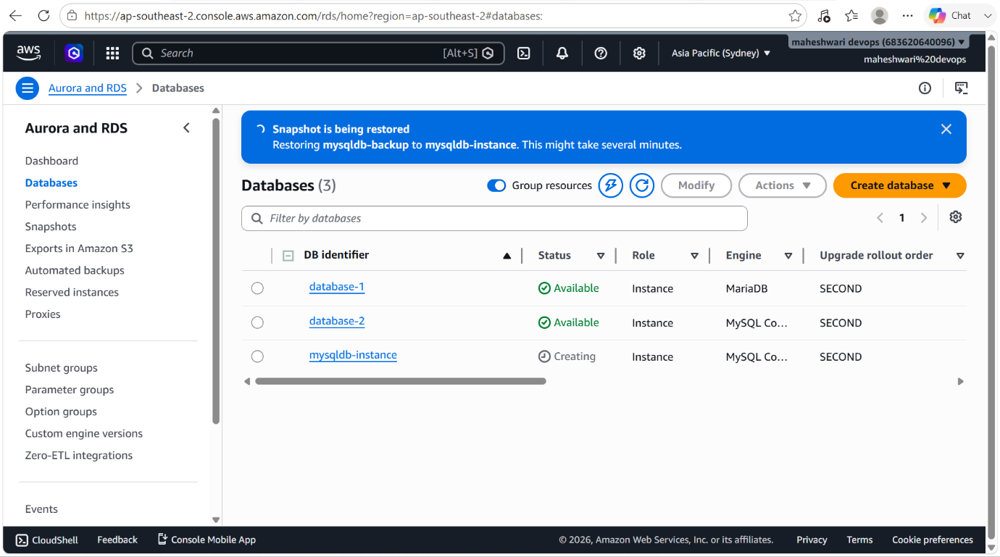 https://ap-southeast-2.console.aws.amazon.com/rds/home?region=ap-southeast-2#databases:
Chat
aws
Search
[Alt+S]
Asia Pacific (Sydney)
maheshwari devops (683620640096)
maheshwari%20devops
Aurora and RDS
Databases
Aurora and RDS
Dashboard
Databases
Performance insights
Snapshots
Exports in Amazon S3
Automated backups
Reserved instances
Proxies
Subnet groups
Parameter groups
Option groups
Custom engine versions
Zero-ETL integrations
Events
Snapshot is being restored
Restoring mysqldb-backup to mysqldb-instance. This might take several minutes.
Databases (3)
Group resources
Modify
Actions
Create database
Filter by databases
1
DB identifier Status Role Engine Upgrade rollout order
database-1 Available Instance MariaDB SECOND
database-2 Available Instance MySQL Co... SECOND
mysqldb-instance Creating Instance MySQL Co... SECOND
CloudShell Feedback Console Mobile App © 2026, Amazon Web Services, Inc. or its affiliates. Privacy Terms Cookie preferences